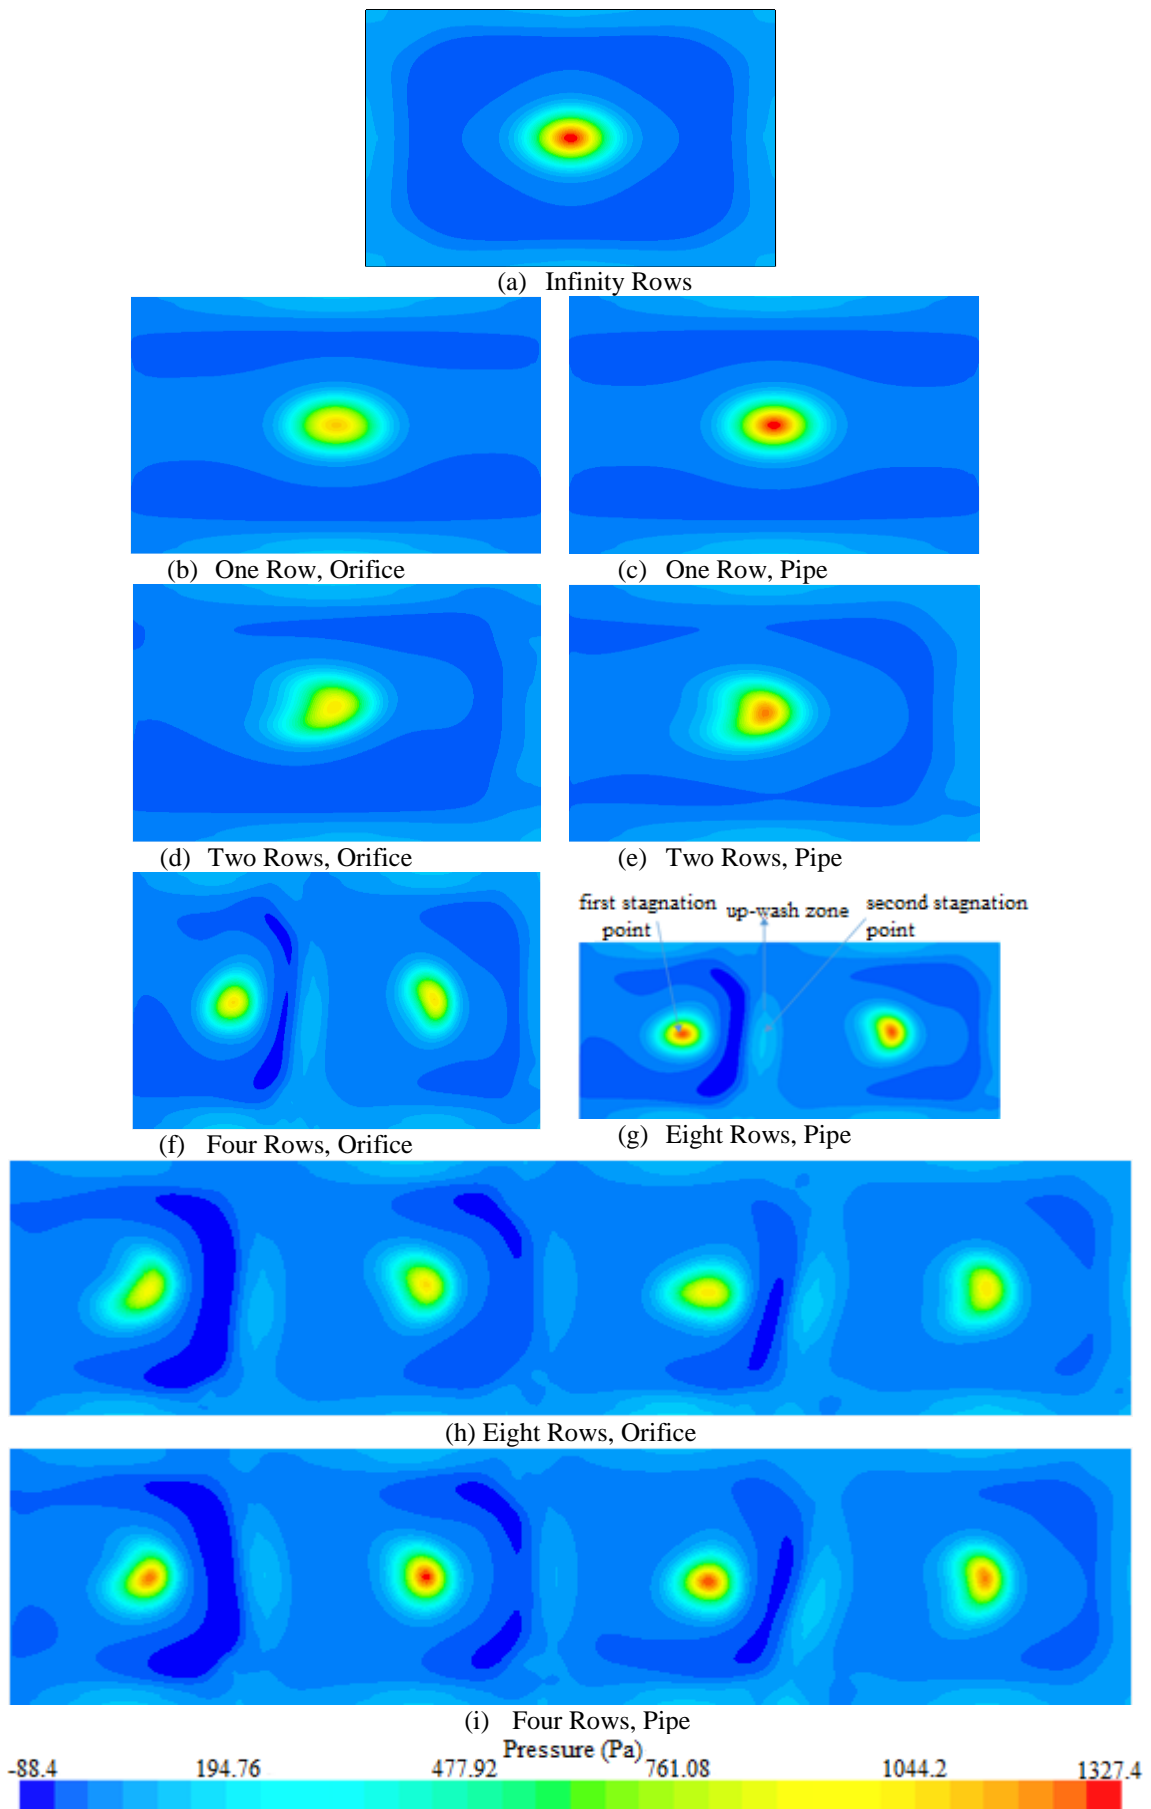 (a) Infinity Rows
(b) One Row, Orifice
(c) One Row, Pipe
(d) Two Rows, Orifice
(e) Two Rows, Pipe
first stagnation point
up-wash zone
second stagnation point
(f) Four Rows, Orifice
(g) Eight Rows, Pipe
(h) Eight Rows, Orifice
(i) Four Rows, Pipe
Pressure (Pa)
-88.4 194.76 477.92 761.08 1044.2 1327.4